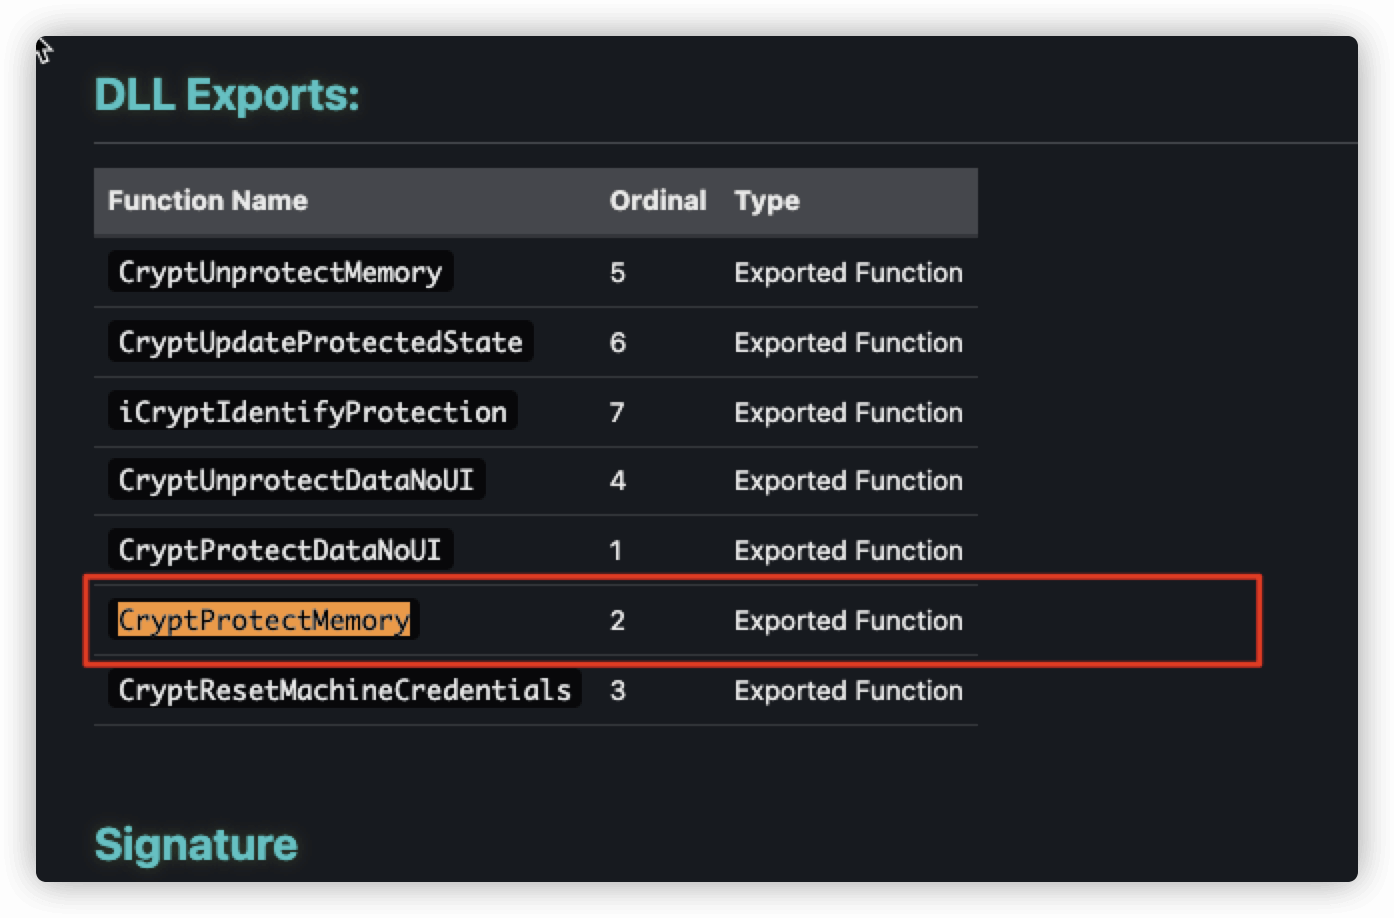 DLL Exports:
Function Name Ordinal Type
CryptUnprotectMemory 5 Exported Function
CryptUpdateProtectedState 6 Exported Function
iCryptIdentifyProtection 7 Exported Function
CryptUnprotectDataNoUI 4 Exported Function
CryptProtectDataNoUI 1 Exported Function
CryptProtectMemory 2 Exported Function
CryptResetMachineCredentials 3 Exported Function
Signature